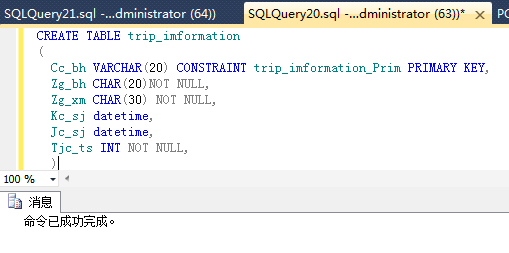 SQLQuery21.sql -...dministrator (64))
SQLQuery20.sql -...dministrator (63))*
PC
CREATE TABLE trip_imformation
(
Cc_bh VARCHAR(20) CONSTRAINT trip_imformation_Prim PRIMARY KEY,
Zg_bh CHAR(20)NOT NULL,
Zg_xm CHAR(30) NOT NULL,
Kc_sj datetime,
Jc_sj datetime,
Tjc_ts INT NOT NULL,
)
100 %
消息
命令已成功完成。